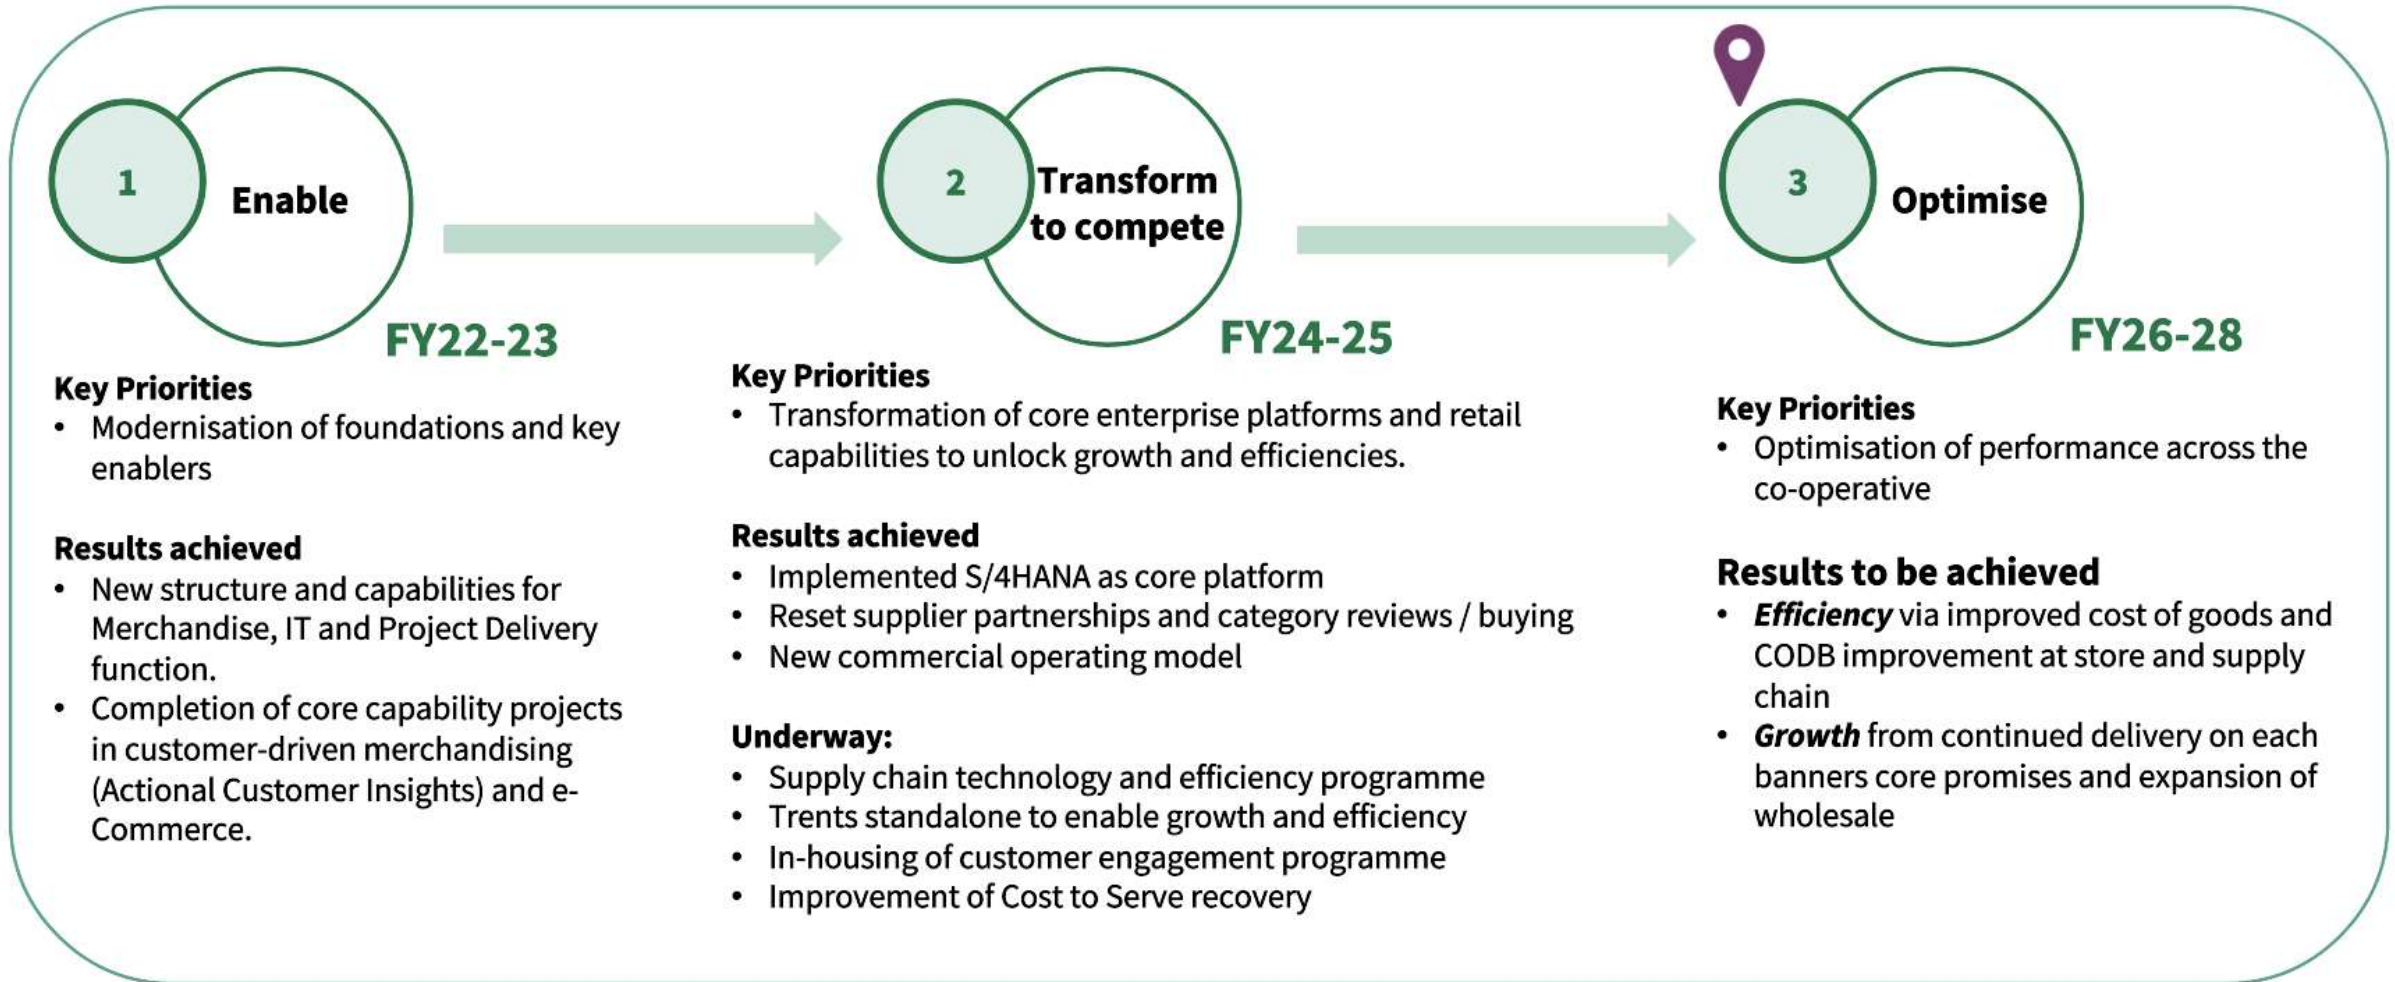 1
Enable
FY22-23
Key Priorities
• Modernisation of foundations and key
enablers
Results achieved
• New structure and capabilities for
Merchandise, IT and Project Delivery
function.
• Completion of core capability projects
in customer-driven merchandising
(Actional Customer Insights) and e-
Commerce.
2
Transform
to compete
FY24-25
Key Priorities
• Transformation of core enterprise platforms and retail
capabilities to unlock growth and efficiencies.
Results achieved
• Implemented S/4HANA as core platform
• Reset supplier partnerships and category reviews / buying
• New commercial operating model
Underway:
• Supply chain technology and efficiency programme
• Trents standalone to enable growth and efficiency
• In-housing of customer engagement programme
• Improvement of Cost to Serve recovery
3
Optimise
FY26-28
Key Priorities
• Optimisation of performance across the
co-operative
Results to be achieved
• Efficiency via improved cost of goods and
CODB improvement at store and supply
chain
• Growth from continued delivery on each
banners core promises and expansion of
wholesale